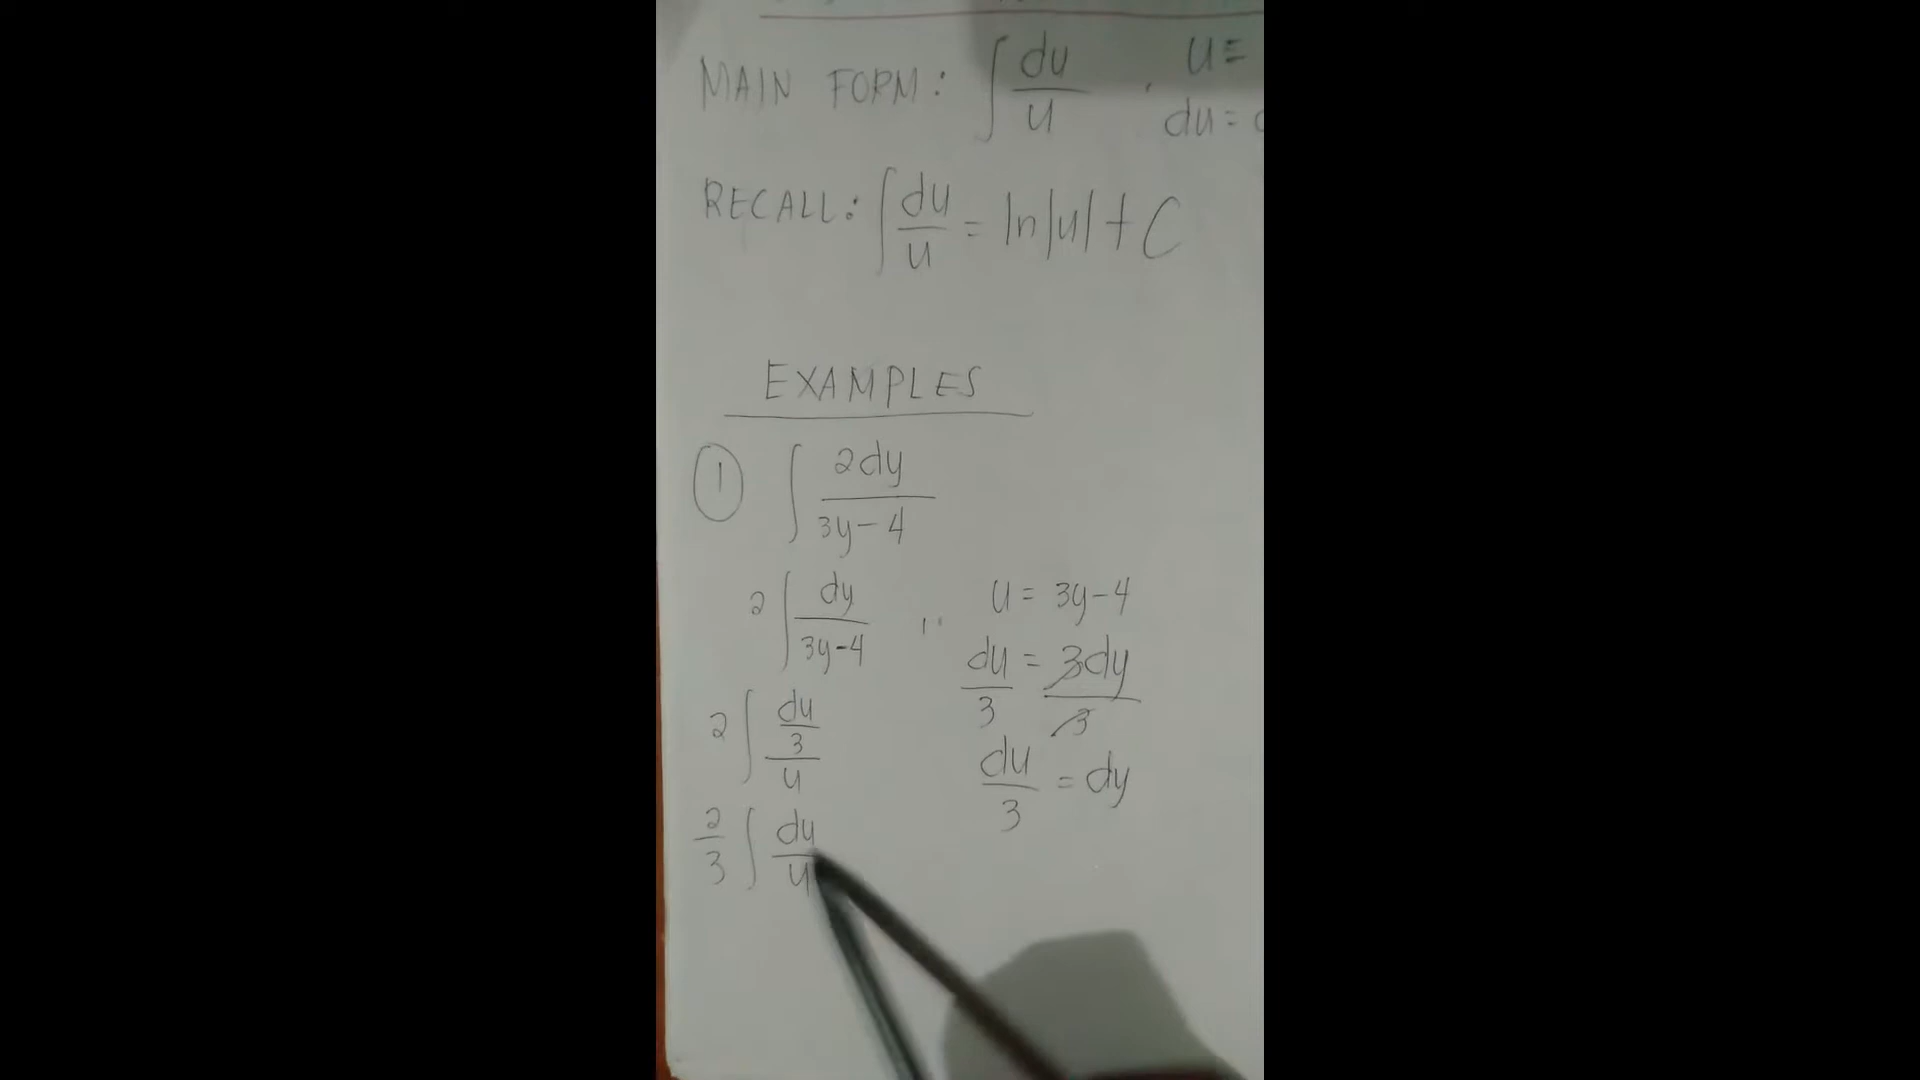 MAIN FORM: ∫ du/u , u =
du =
RECALL: ∫ du/u = ln|u| + C
EXAMPLES
① ∫ 2dy/(3y-4)
2 ∫ dy/(3y-4) u = 3y-4
du/3 = 3dy/3
2 ∫ (du/3)/u
du/3 = dy
2/3 ∫ du/u